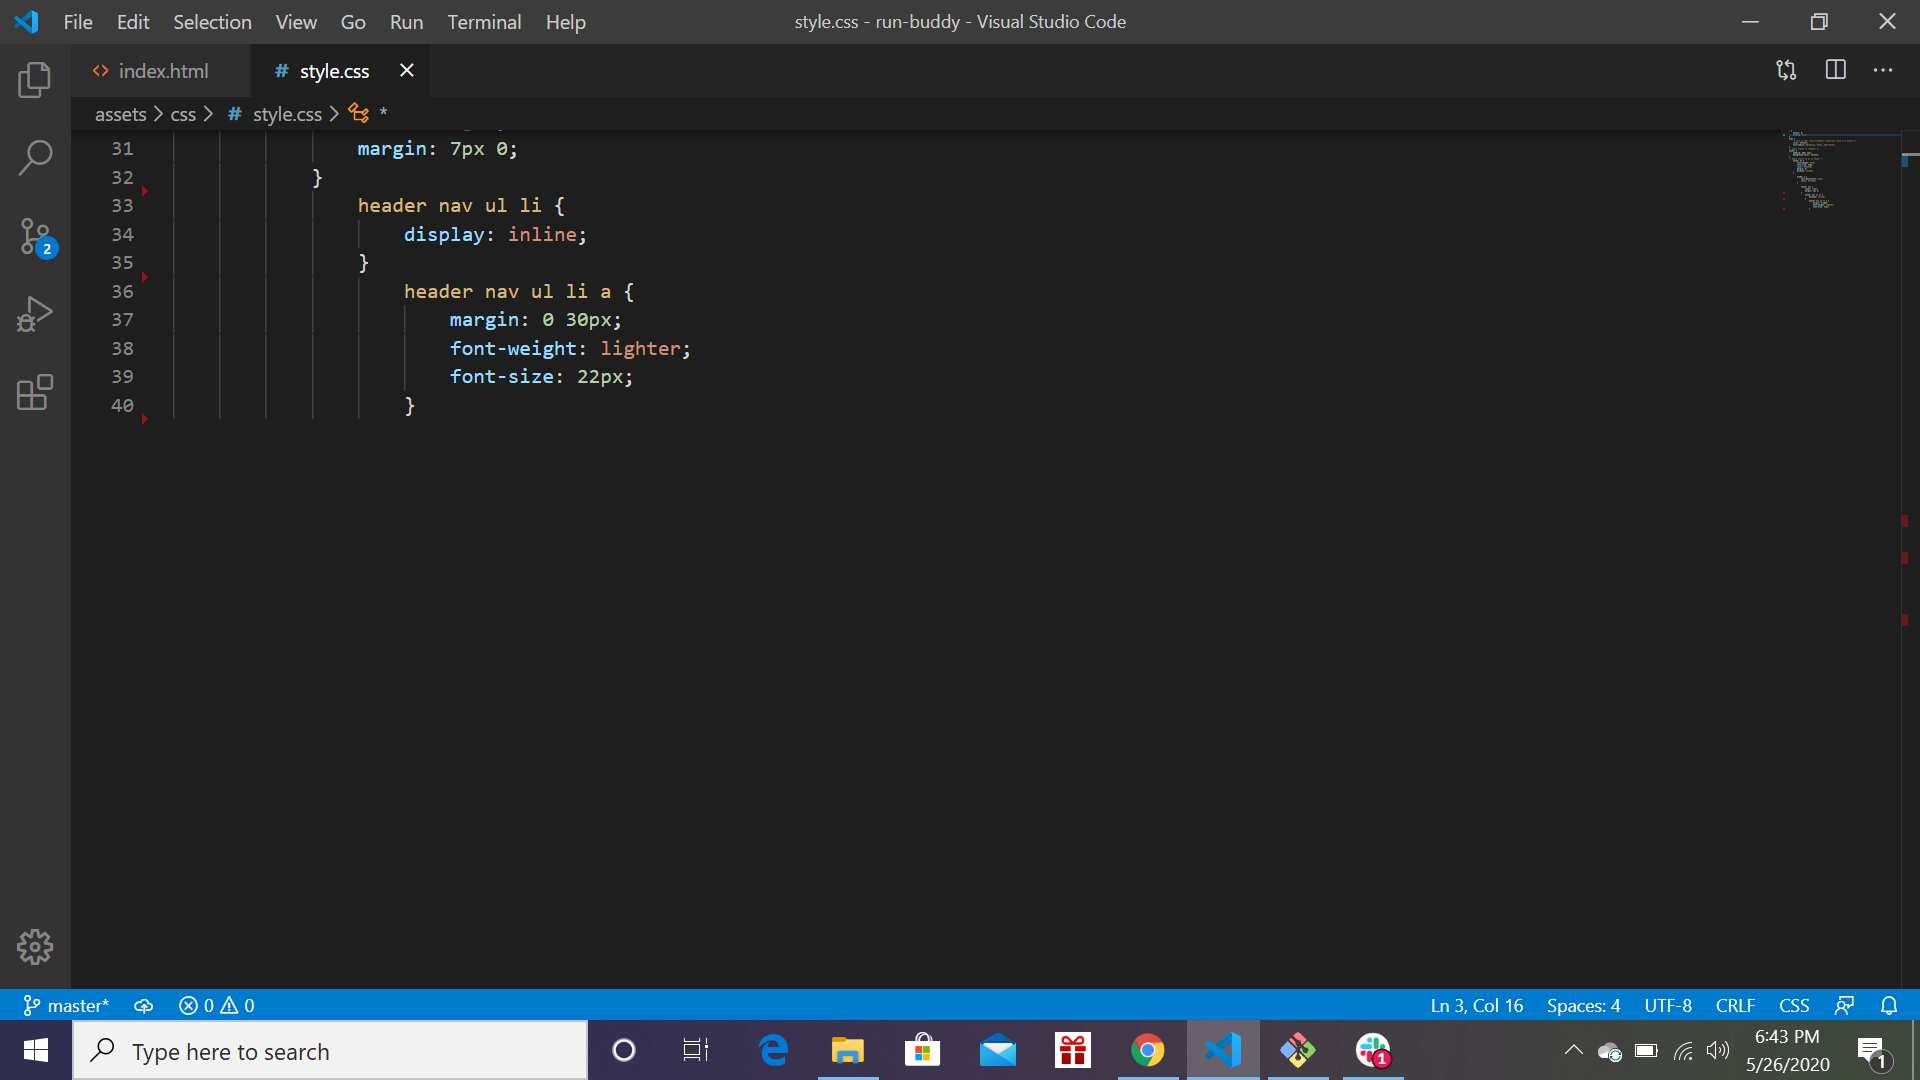 File Edit Selection View Go Run Terminal Help style.css - run-buddy - Visual Studio Code
index.html # style.css
assets > css > # style.css > *
31 margin: 7px 0;
32 }
33 header nav ul li {
34 display: inline;
35 }
36 header nav ul li a {
37 margin: 0 30px;
38 font-weight: lighter;
39 font-size: 22px;
40 }
2
master* 0 0 Ln 3, Col 16 Spaces: 4 UTF-8 CRLF CSS
Type here to search
1
6:43 PM
5/26/2020
1